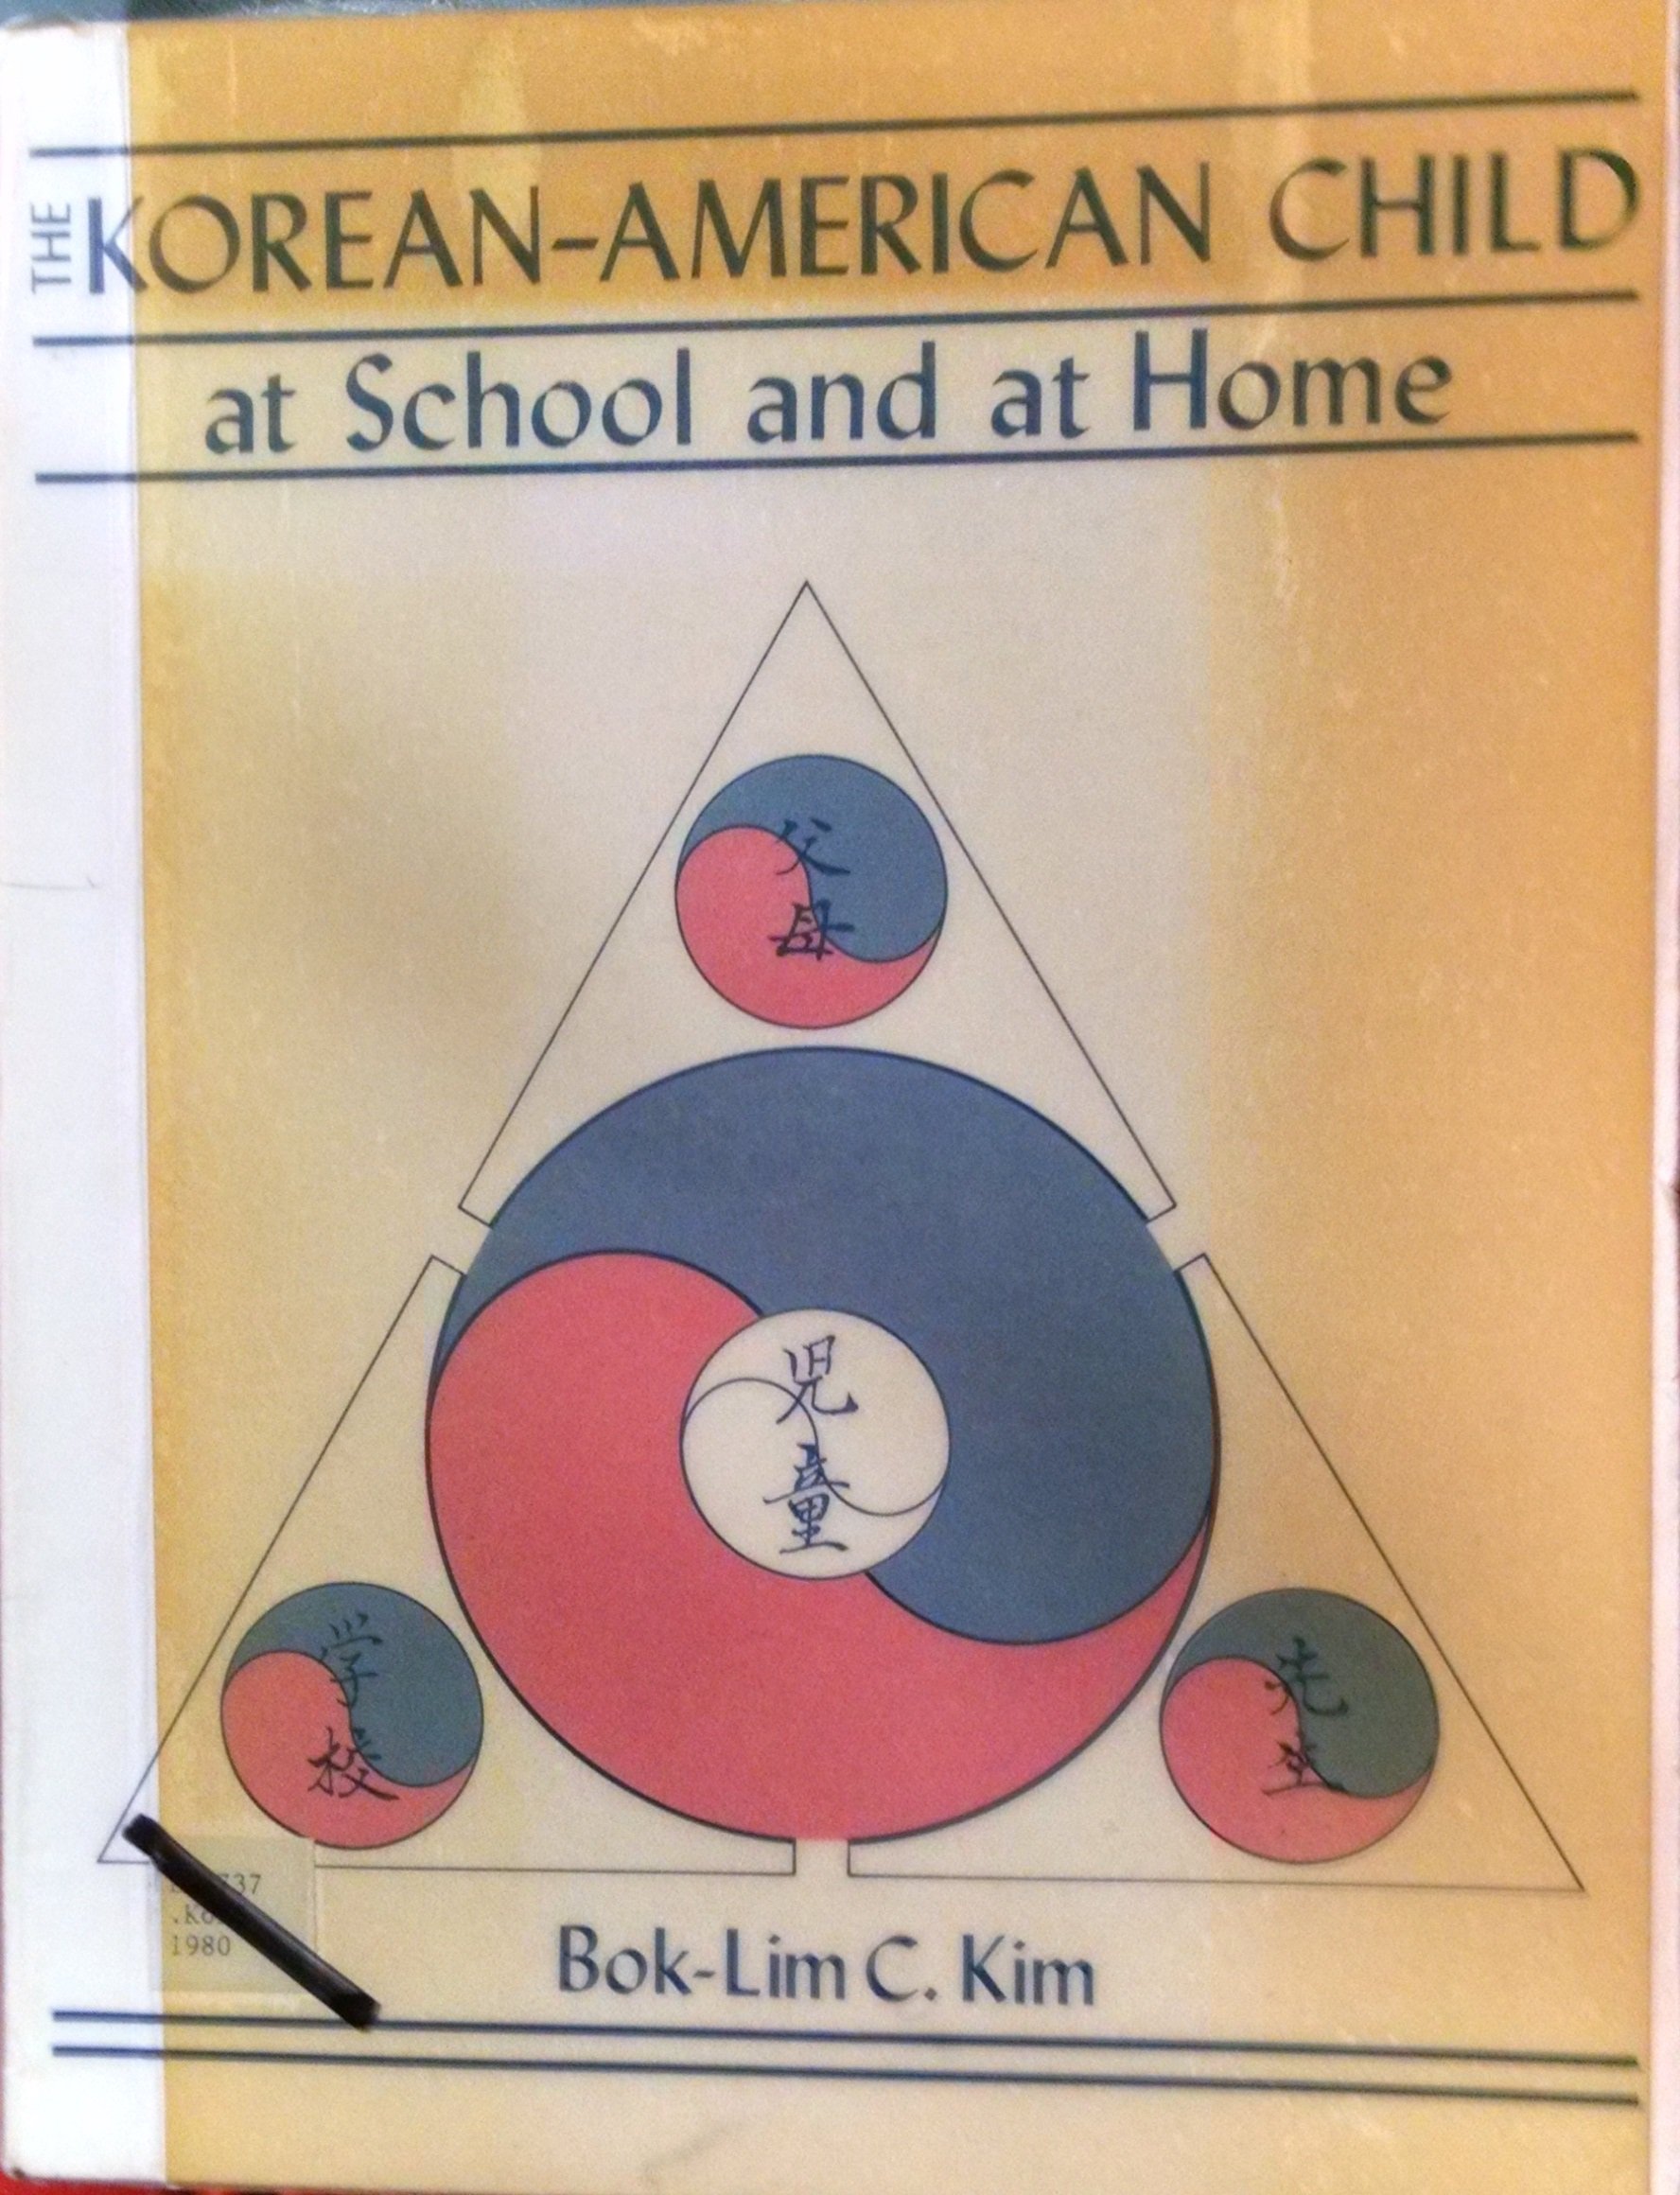 THE KOREAN-AMERICAN CHILD
at School and at Home
父
母
児
童
学
校
先
生
1980
Bok-Lim C. Kim